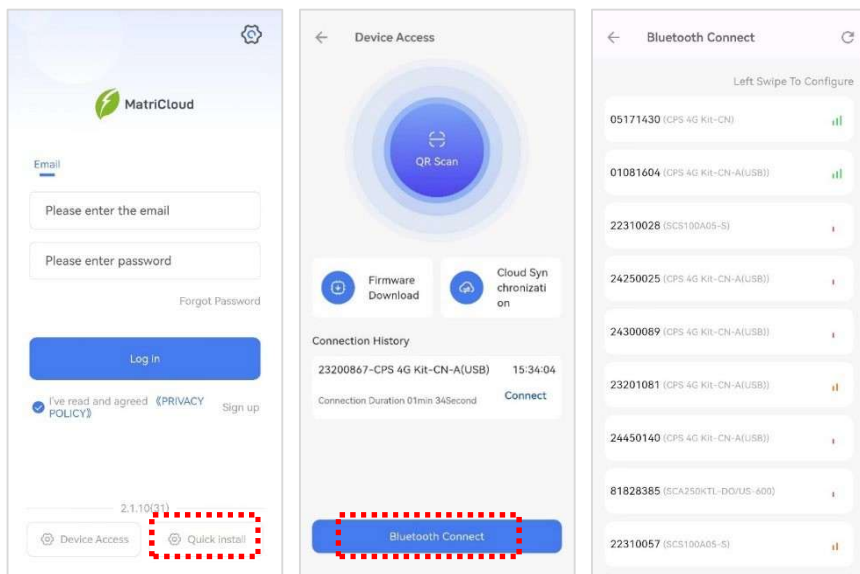 MatriCloud
Email
Please enter the email
Please enter password
Forgot Password
Log In
I've read and agreed 《PRIVACY
POLICY》
Sign up
2.1.10(31)
Device Access
Quick install
Device Access
QR Scan
Firmware
Download
Cloud Syn
chronizati
on
Connection History
23200867-CPS 4G Kit-CN-A(USB) 15:34:04
Connection Duration 01min 34Second Connect
Bluetooth Connect
Bluetooth Connect
Left Swipe To Configure
05171430 (CPS 4G Kit-CN)
01081604 (CPS 4G Kit-CN-A(USB))
22310028 (SCS100A05-S)
24250025 (CPS 4G Kit-CN-A(USB))
24300089 (CPS 4G Kit-CN-A(USB))
23201081 (CPS 4G Kit-CN-A(USB))
24450140 (CPS 4G Kit-CN-A(USB))
81828385 (SCA250KTL-DO/US-600)
22310057 (SCS100A05-S)